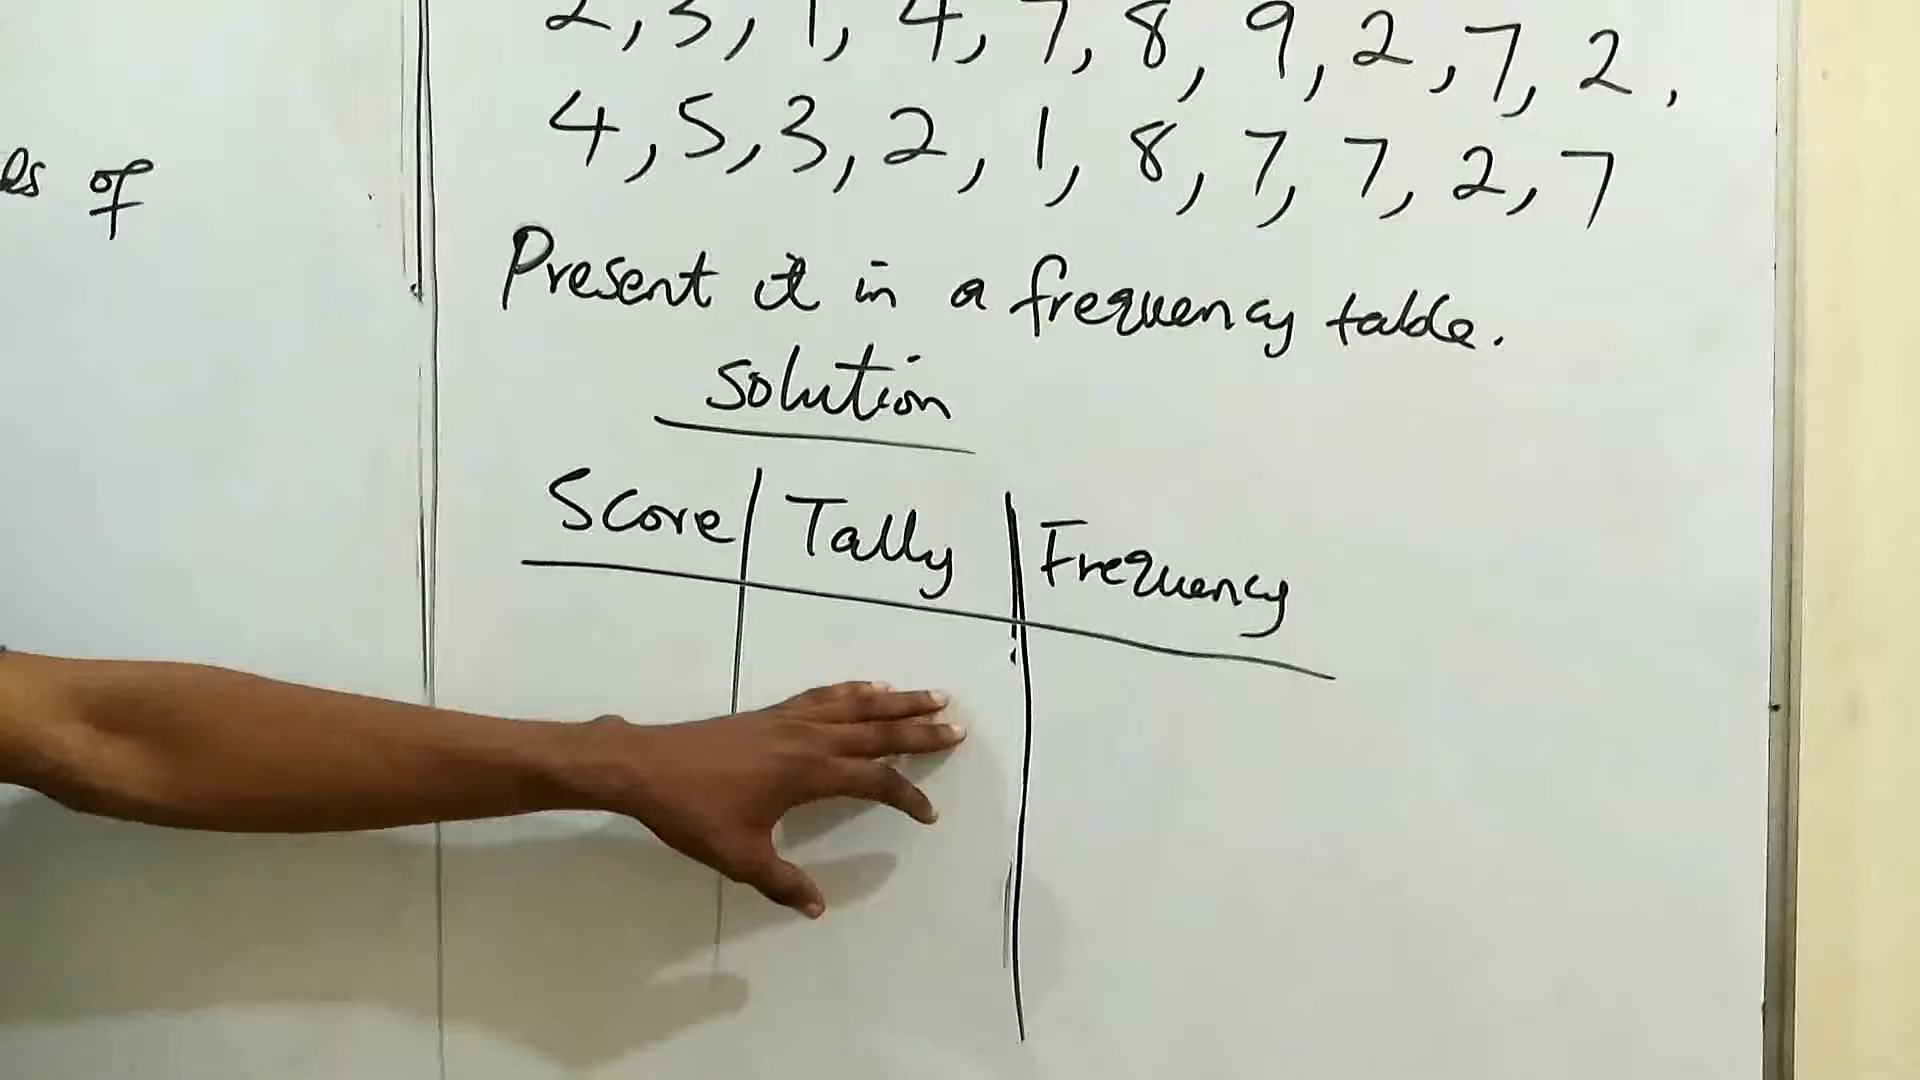 of
2, 3, 1, 4, 7, 8, 9, 2, 7, 2,
4, 5, 3, 2, 1, 8, 7, 7, 2, 7
Present it in a frequency table.
Solution
Score Tally Frequency